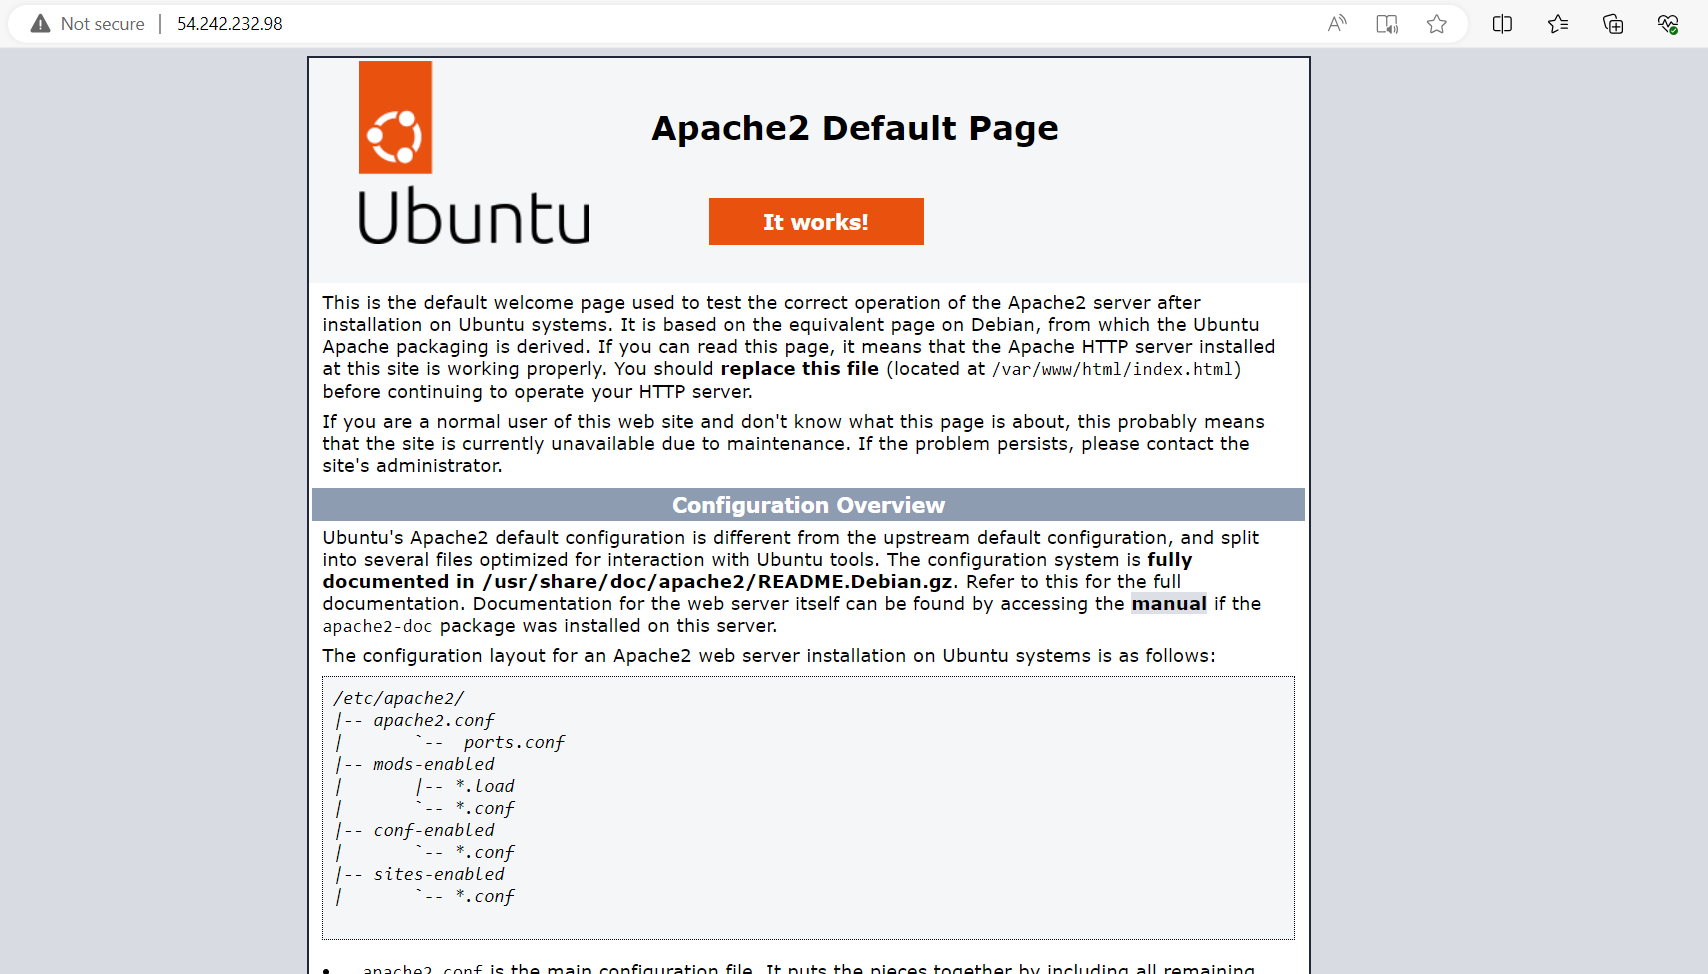 Not secure | 54.242.232.98
Ubuntu
Apache2 Default Page
It works!
This is the default welcome page used to test the correct operation of the Apache2 server after
installation on Ubuntu systems. It is based on the equivalent page on Debian, from which the Ubuntu
Apache packaging is derived. If you can read this page, it means that the Apache HTTP server installed
at this site is working properly. You should replace this file (located at /var/www/html/index.html)
before continuing to operate your HTTP server.
If you are a normal user of this web site and don't know what this page is about, this probably means
that the site is currently unavailable due to maintenance. If the problem persists, please contact the
site's administrator.
Configuration Overview
Ubuntu's Apache2 default configuration is different from the upstream default configuration, and split
into several files optimized for interaction with Ubuntu tools. The configuration system is fully
documented in /usr/share/doc/apache2/README.Debian.gz. Refer to this for the full
documentation. Documentation for the web server itself can be found by accessing the manual if the
apache2-doc package was installed on this server.
The configuration layout for an Apache2 web server installation on Ubuntu systems is as follows:
/etc/apache2/
|-- apache2.conf
|       `--  ports.conf
|-- mods-enabled
|       |-- *.load
|       `-- *.conf
|-- conf-enabled
|       `-- *.conf
|-- sites-enabled
|       `-- *.conf
• apache2.conf is the main configuration file. It puts the pieces together by including all remaining